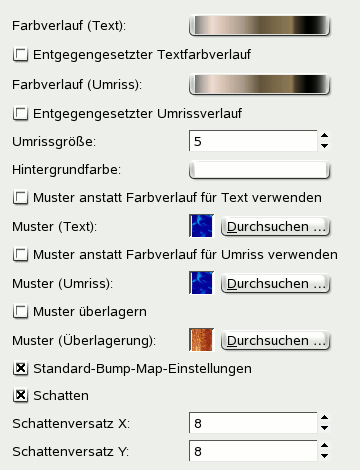 Farbverlauf (Text):
Entgegengesetzter Textfarbverlauf
Farbverlauf (Umriss):
Entgegengesetzter Umrissverlauf
Umrissgröße: 5
Hintergrundfarbe:
Muster anstatt Farbverlauf für Text verwenden
Muster (Text): Durchsuchen ...
Muster anstatt Farbverlauf für Umriss verwenden
Muster (Umriss): Durchsuchen ...
Muster überlagern
Muster (Überlagerung): Durchsuchen ...
Standard-Bump-Map-Einstellungen
Schatten
Schattenversatz X: 8
Schattenversatz Y: 8